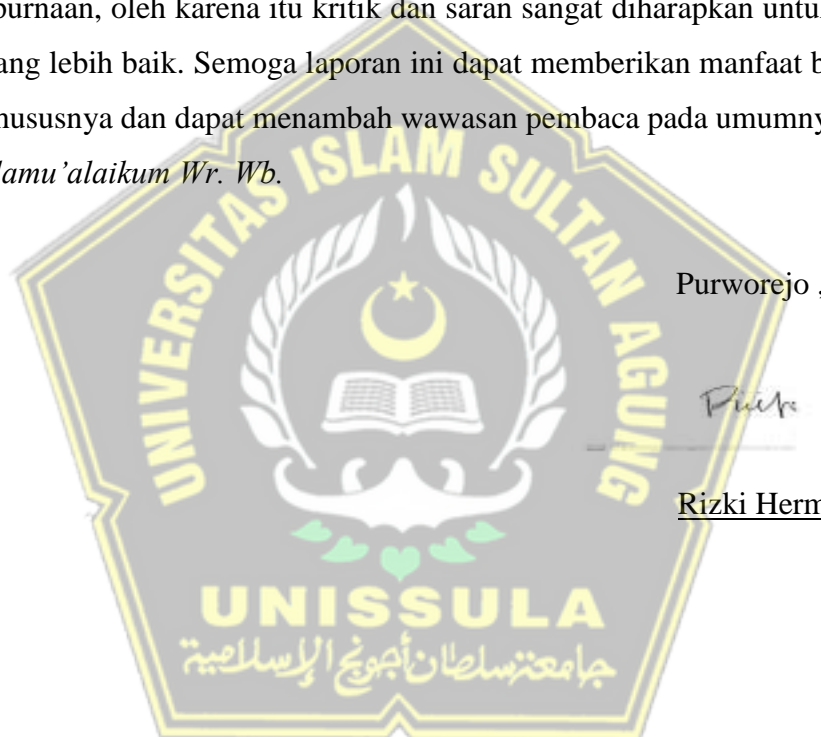 burnaan, oleh karena itu kritik dan saran sangat diharapkan untu
ang lebih baik. Semoga laporan ini dapat memberikan manfaat b
hususnya dan dapat menambah wawasan pembaca pada umumny
lamu’alaikum Wr. Wb.
UNIVERSITAS ISLAM SULTAN AGUNG
Purworejo ,
Rizki Herm
UNISSULA
جامعة سلطان أجونج الإسلامية